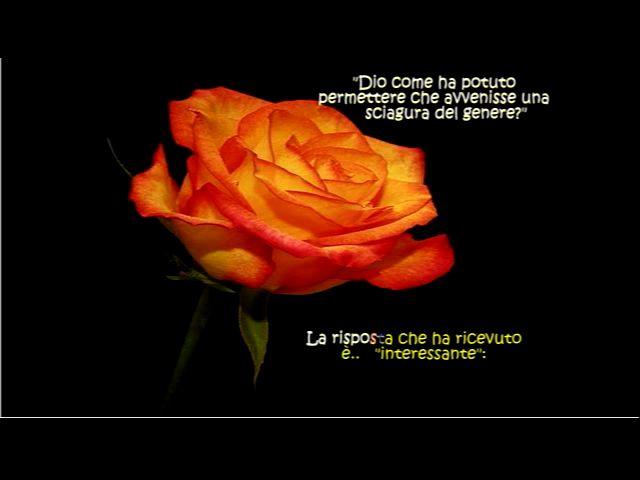 "Dio come ha potuto
permettere che avvenisse una
sciagura del genere?"
La risposta che ha ricevuto
è.. "interessante":